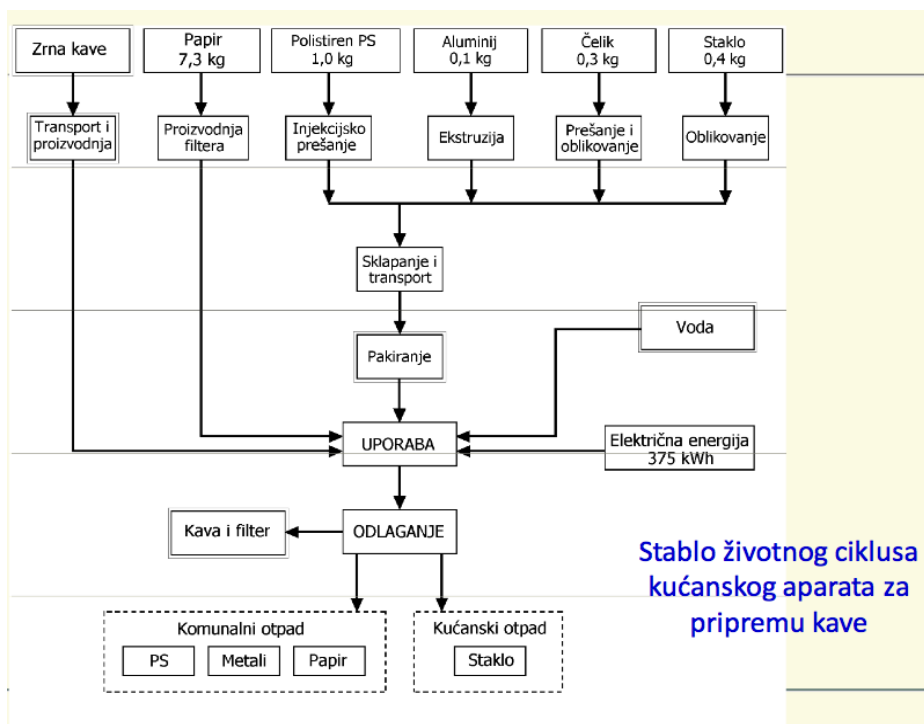 Zrna kave
Papir
7,3 kg
Polistiren PS
1,0 kg
Aluminij
0,1 kg
Čelik
0,3 kg
Staklo
0,4 kg
Transport i
proizvodnja
Proizvodnja
filtera
Injekcijsko
prešanje
Ekstruzija
Prešanje i
oblikovanje
Oblikovanje
Sklapanje i
transport
Voda
Pakiranje
UPORABA
Električna energija
375 kWh
Kava i filter
ODLAGANJE
Stablo životnog ciklusa
kućanskog aparata za
pripremu kave
Komunalni otpad
PS
Metali
Papir
Kućanski otpad
Staklo